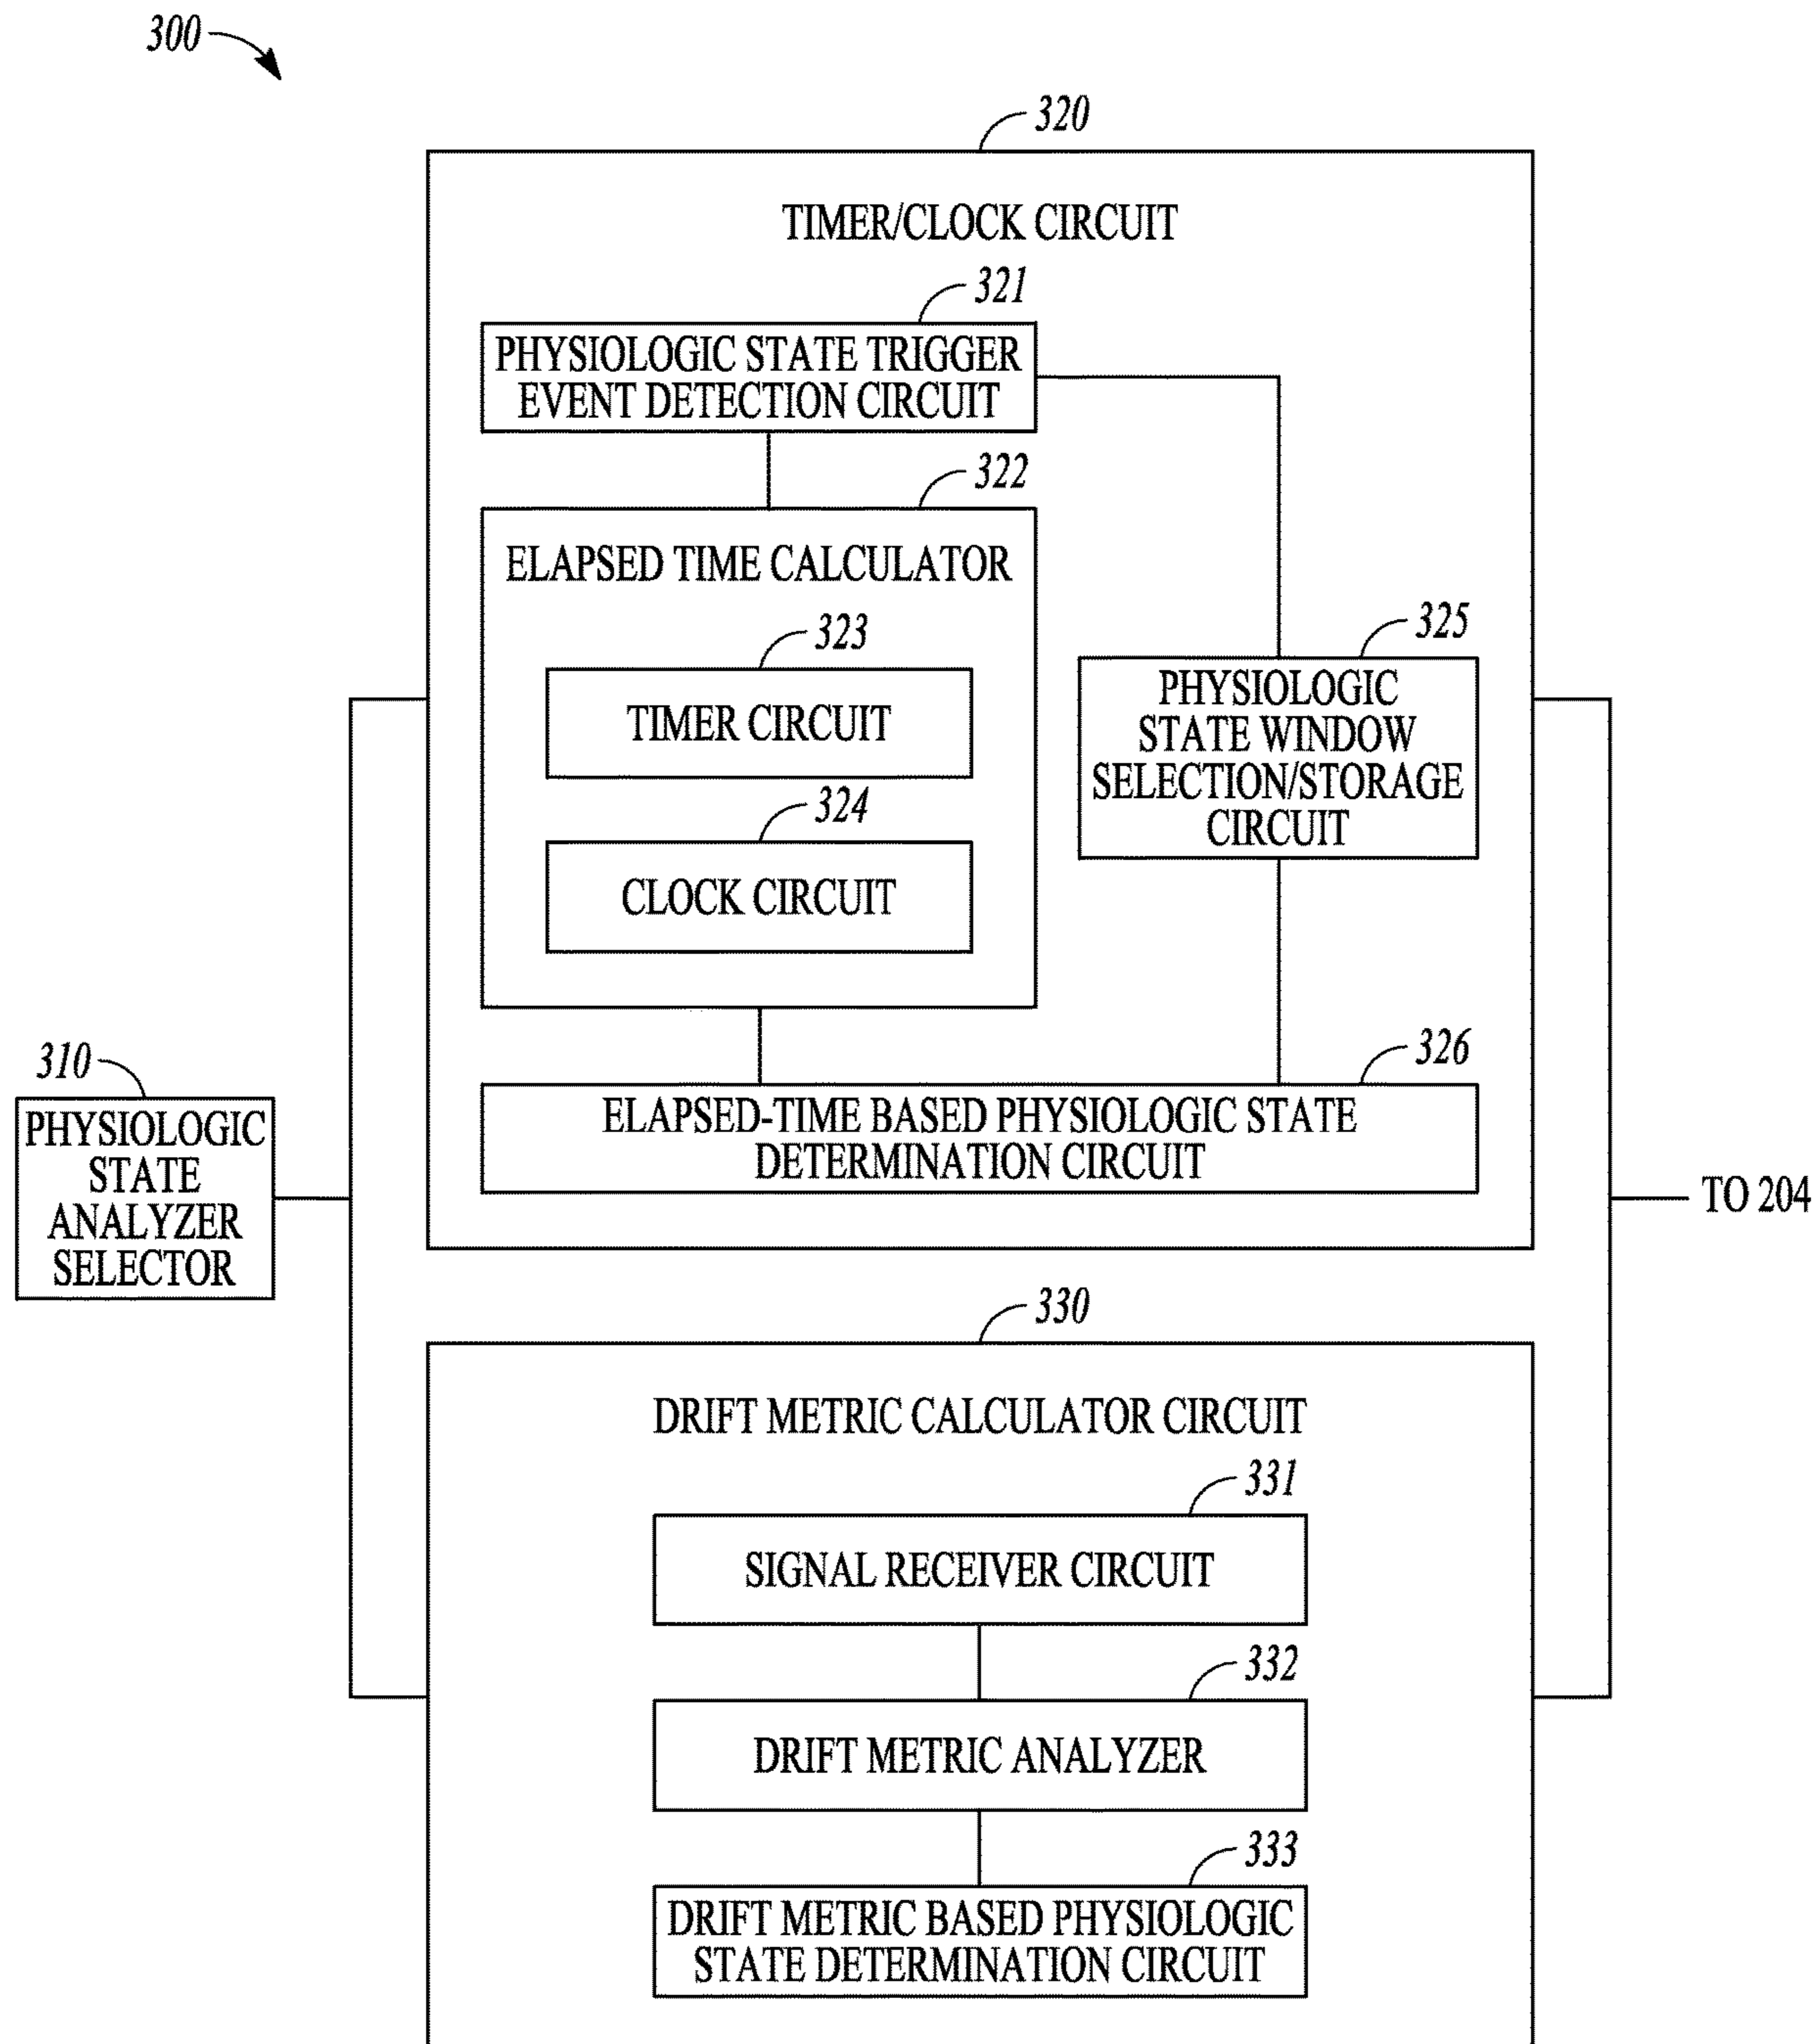 300
320
TIMER/CLOCK CIRCUIT
321
PHYSIOLOGIC STATE TRIGGER
EVENT DETECTION CIRCUIT
322
ELAPSED TIME CALCULATOR
323
TIMER CIRCUIT
324
CLOCK CIRCUIT
325
PHYSIOLOGIC
STATE WINDOW
SELECTION/STORAGE
CIRCUIT
326
ELAPSED-TIME BASED PHYSIOLOGIC STATE
DETERMINATION CIRCUIT
310
PHYSIOLOGIC
STATE
ANALYZER
SELECTOR
TO 204
330
DRIFT METRIC CALCULATOR CIRCUIT
331
SIGNAL RECEIVER CIRCUIT
332
DRIFT METRIC ANALYZER
333
DRIFT METRIC BASED PHYSIOLOGIC
STATE DETERMINATION CIRCUIT